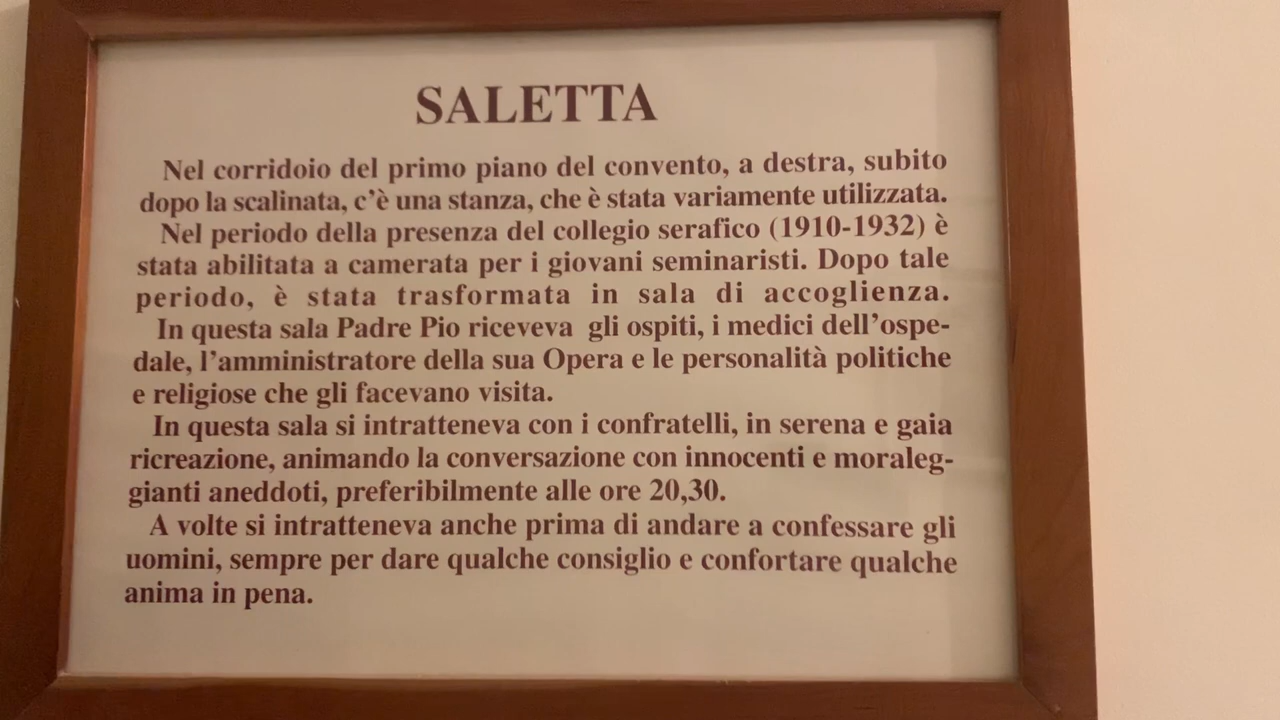 SALETTA
Nel corridoio del primo piano del convento, a destra, subito
dopo la scalinata, c'è una stanza, che è stata variamente utilizzata.
Nel periodo della presenza del collegio serafico (1910-1932) è
stata abilitata a camerata per i giovani seminaristi. Dopo tale
periodo, è stata trasformata in sala di accoglienza.
In questa sala Padre Pio riceveva gli ospiti, i medici dell'ospe-
dale, l'amministratore della sua Opera e le personalità politiche
e religiose che gli facevano visita.
In questa sala si intratteneva con i confratelli, in serena e gaia
ricreazione, animando la conversazione con innocenti e moraleg-
gianti aneddoti, preferibilmente alle ore 20,30.
A volte si intratteneva anche prima di andare a confessare gli
uomini, sempre per dare qualche consiglio e confortare qualche
anima in pena.